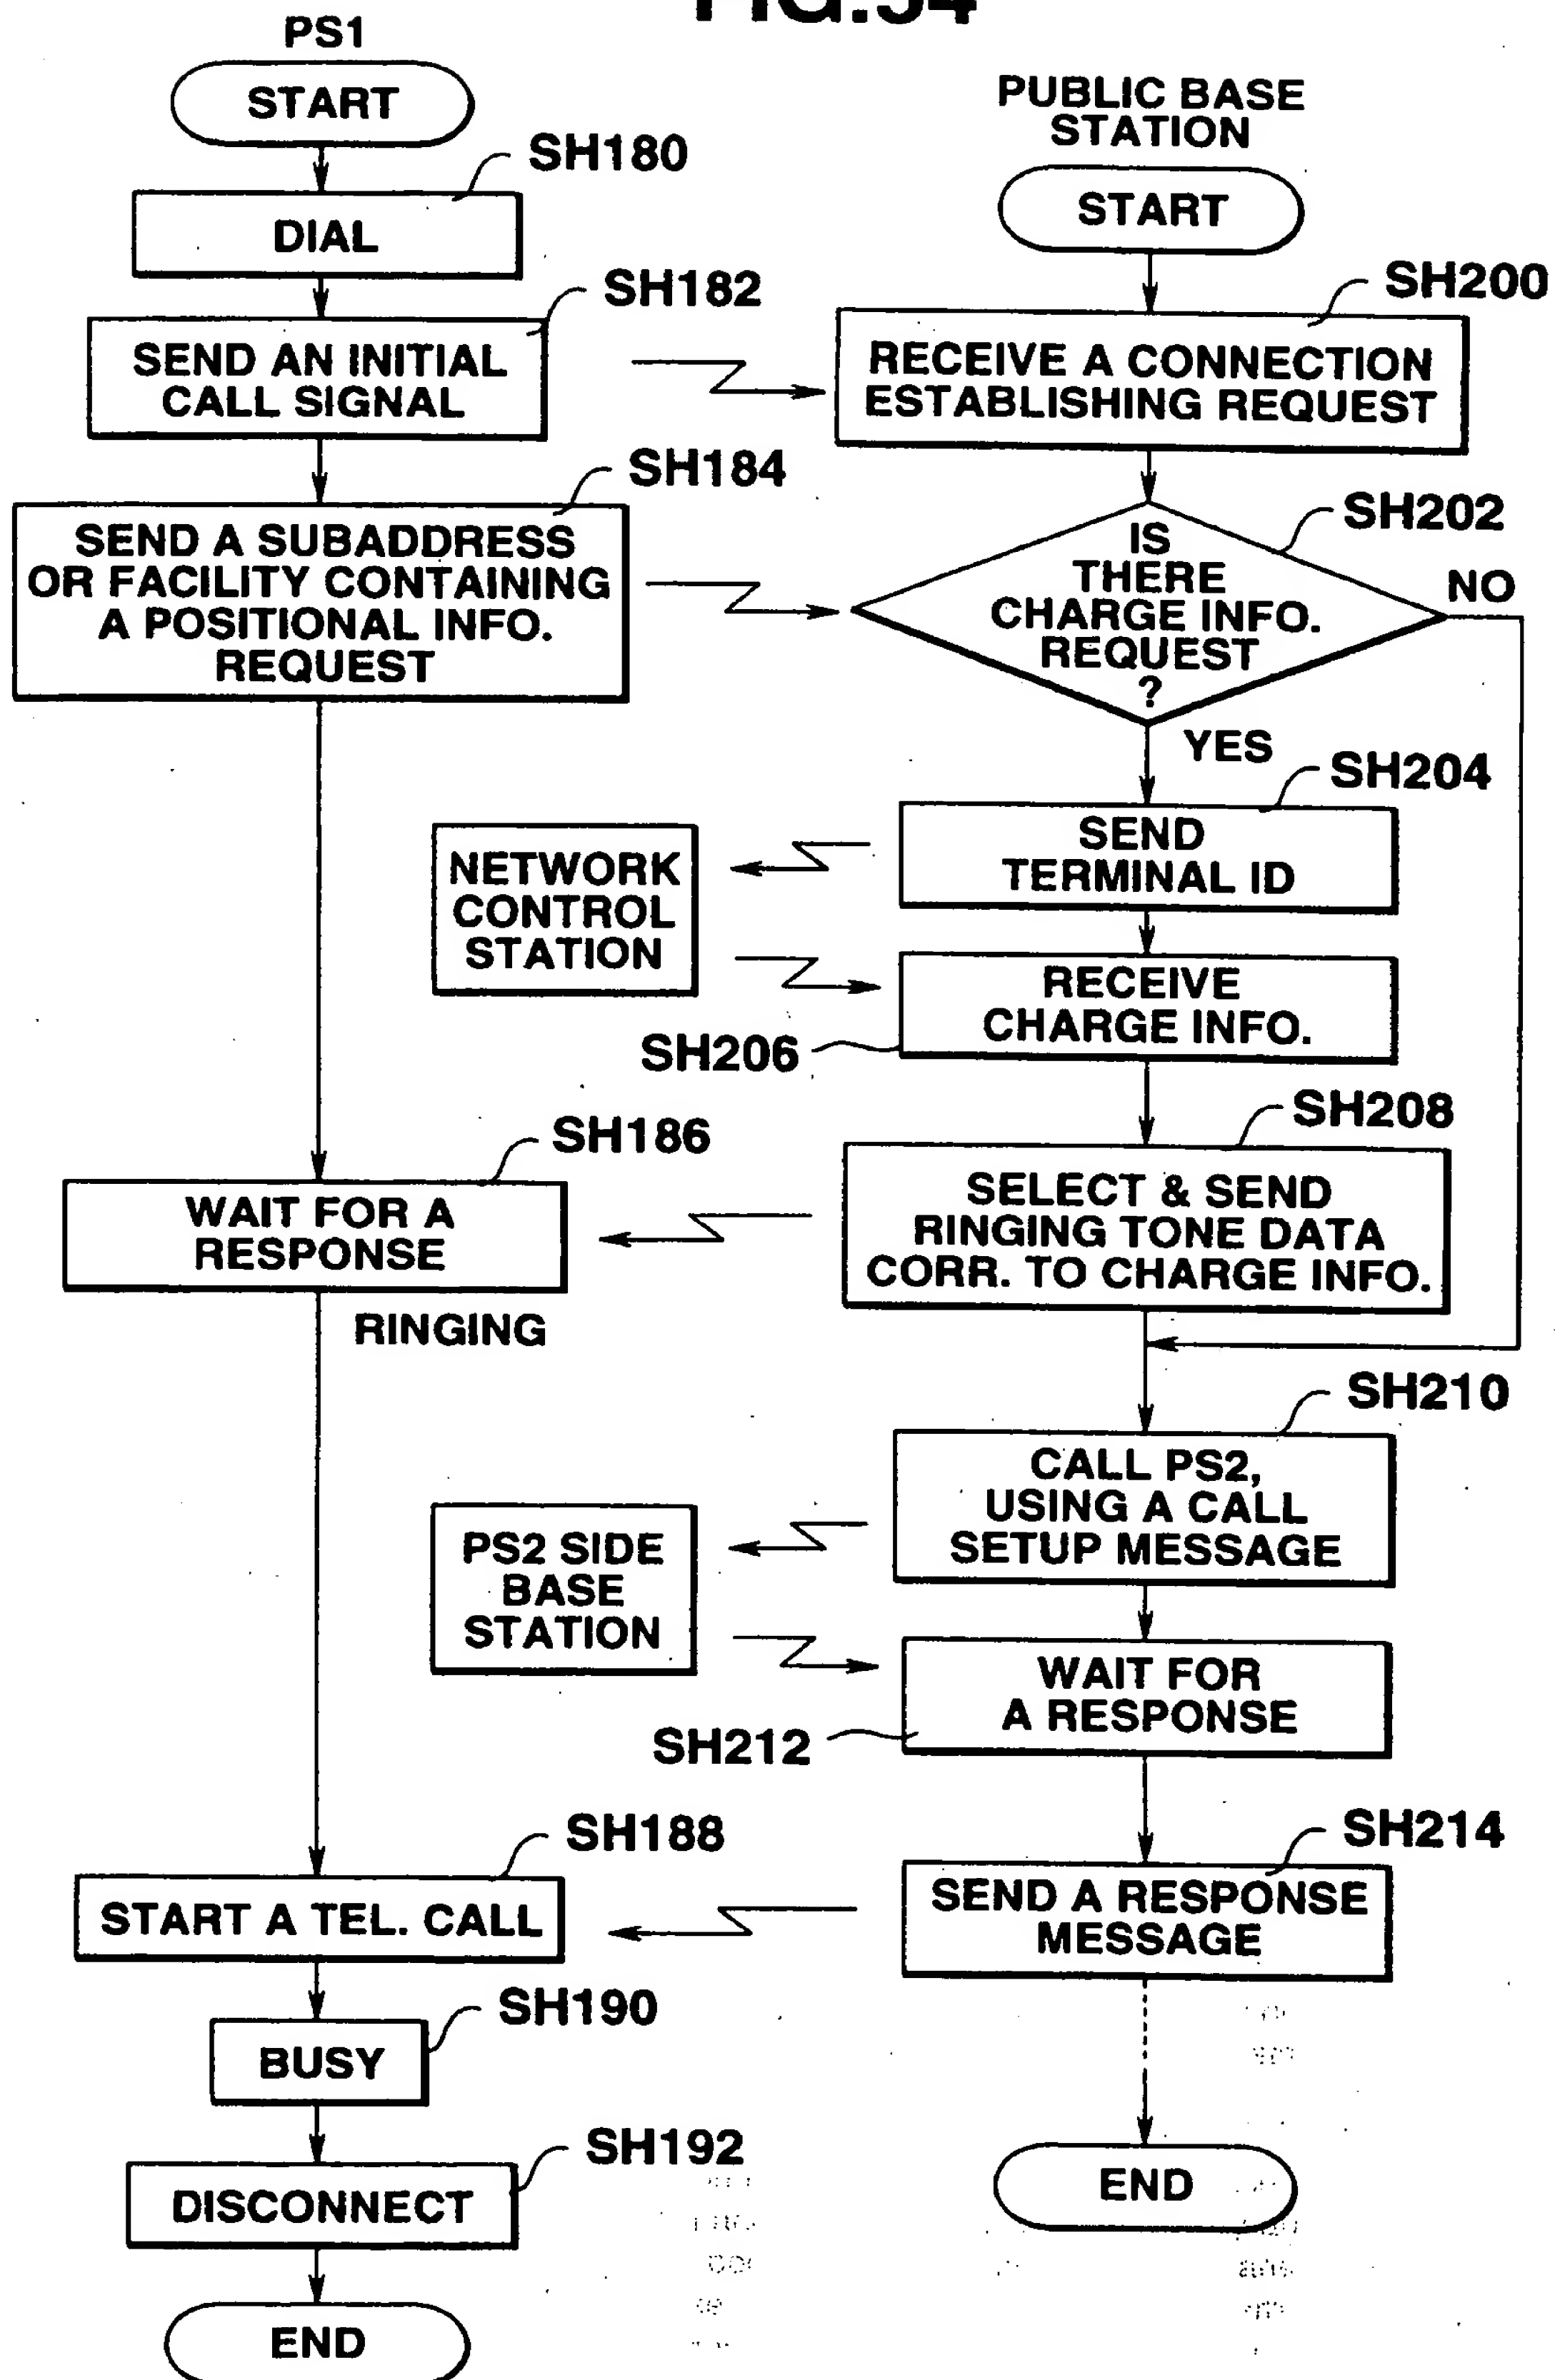 FIG.54
PS1
START
SH180
DIAL
SH182
SEND AN INITIAL
CALL SIGNAL
SH184
SEND A SUBADDRESS
OR FACILITY CONTAINING
A POSITIONAL INFO.
REQUEST
SH186
WAIT FOR A
RESPONSE
RINGING
SH188
START A TEL. CALL
SH190
BUSY
SH192
DISCONNECT
END
PUBLIC BASE
STATION
START
SH200
RECEIVE A CONNECTION
ESTABLISHING REQUEST
SH202
IS
THERE
CHARGE INFO.
REQUEST
?
NO
YES
SH204
SEND
TERMINAL ID
NETWORK
CONTROL
STATION
RECEIVE
CHARGE INFO.
SH206
SH208
SELECT & SEND
RINGING TONE DATA
CORR. TO CHARGE INFO.
SH210
CALL PS2,
USING A CALL
SETUP MESSAGE
PS2 SIDE
BASE
STATION
WAIT FOR
A RESPONSE
SH212
SH214
SEND A RESPONSE
MESSAGE
END